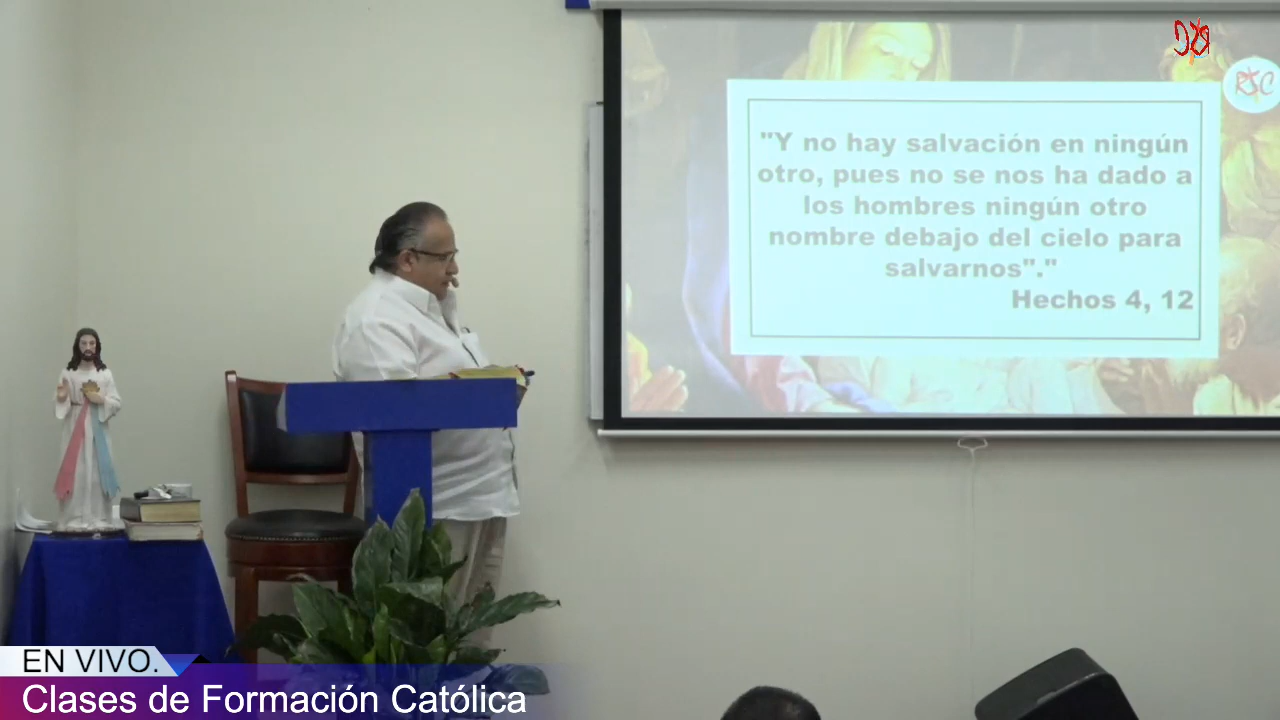 "Y no hay salvación en ningún
otro, pues no se nos ha dado a
los hombres ningún otro
nombre debajo del cielo para
salvarnos"."
Hechos 4, 12
RSC
EN VIVO.
Clases de Formación Católica